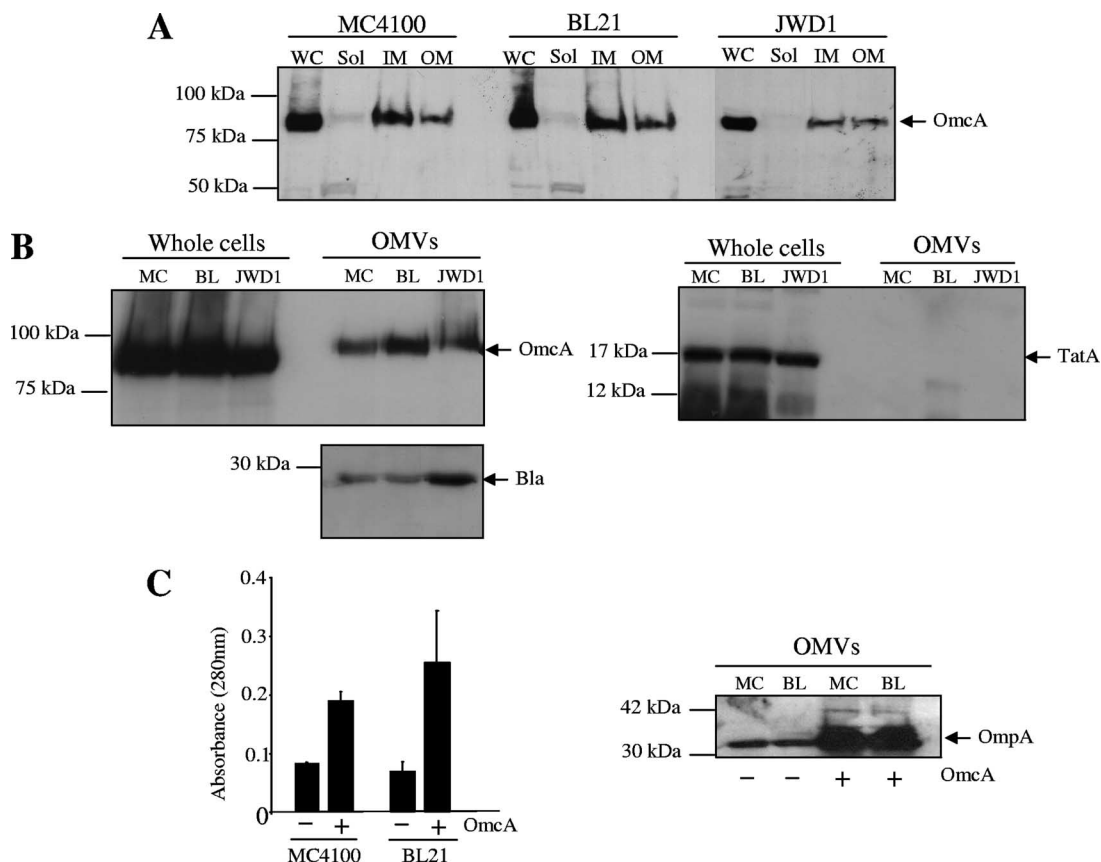 A
MC4100 BL21 JWD1
WC Sol IM OM WC Sol IM OM WC Sol IM OM
100 kDa
75 kDa
50 kDa
OmcA
B
Whole cells OMVs
MC BL JWD1 MC BL JWD1
100 kDa
75 kDa
OmcA
30 kDa
Bla
Whole cells OMVs
MC BL JWD1 MC BL JWD1
17 kDa
12 kDa
TatA
C
Absorbance (280nm)
0.4
0.3
0.2
0.1
0
− + − + OmcA
MC4100 BL21
OMVs
MC BL MC BL
42 kDa
30 kDa
OmpA
− − + + OmcA